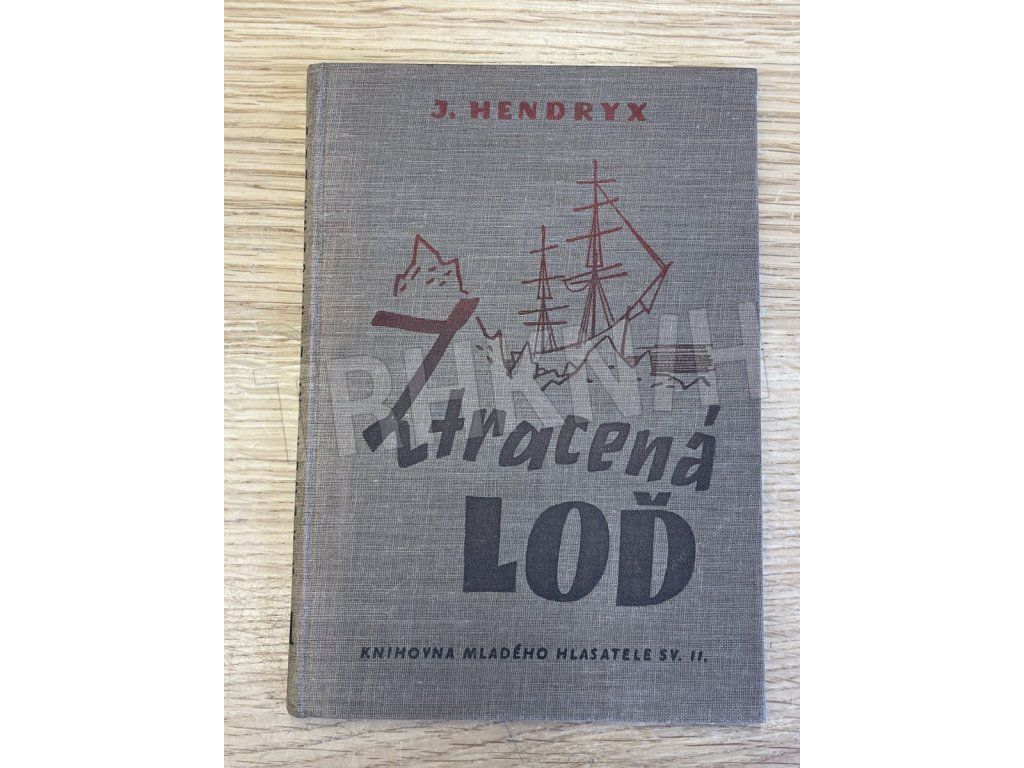 J. HENDRYX
Ztracená
LOĎ
KNIHOVNA MLADÉHO HLASATELE SV. II.